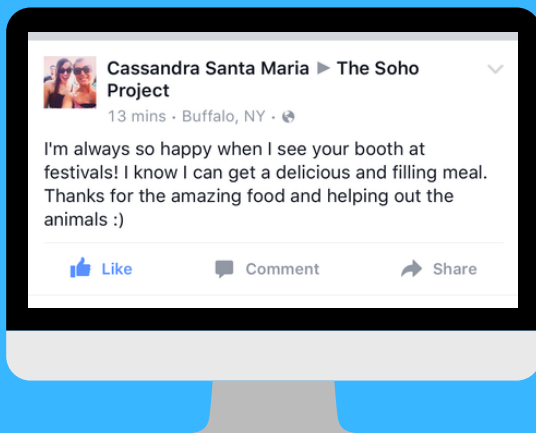 Cassandra Santa Maria ▶ The Soho
Project
13 mins · Buffalo, NY ·
I'm always so happy when I see your booth at
festivals! I know I can get a delicious and filling meal.
Thanks for the amazing food and helping out the
animals :)
Like Comment Share